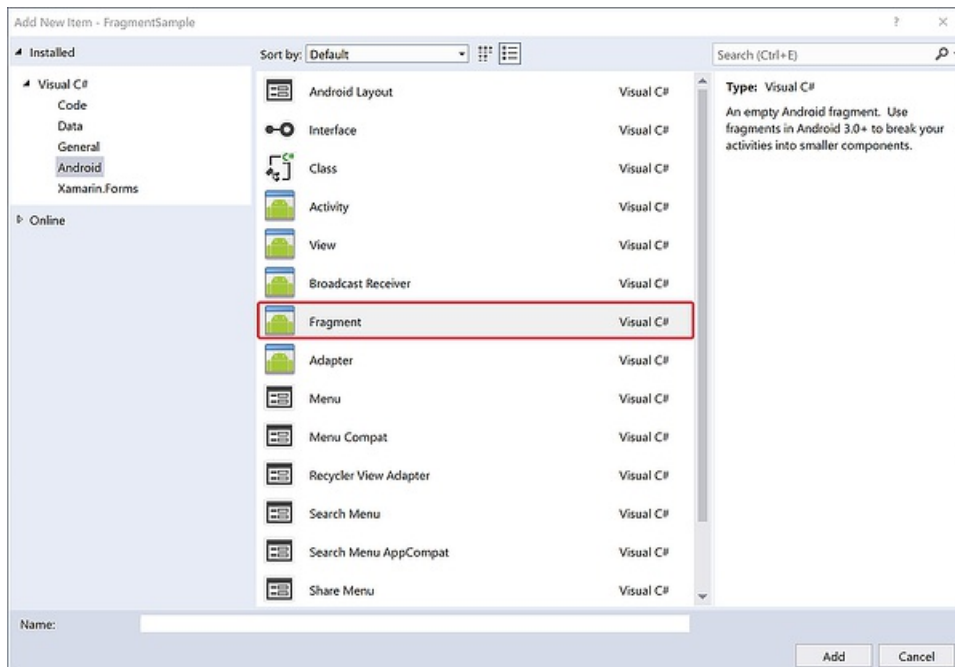 Add New Item - FragmentSample
? ×
Installed
Sort by: Default
Search (Ctrl+E)
Visual C#
Code
Data
General
Android
Xamarin.Forms
Online
Android Layout Visual C#
Interface Visual C#
Class Visual C#
Activity Visual C#
View Visual C#
Broadcast Receiver Visual C#
Fragment Visual C#
Adapter Visual C#
Menu Visual C#
Menu Compat Visual C#
Recycler View Adapter Visual C#
Search Menu Visual C#
Search Menu AppCompat Visual C#
Share Menu Visual C#
Type: Visual C#
An empty Android fragment. Use
fragments in Android 3.0+ to break your
activities into smaller components.
Name:
Add Cancel